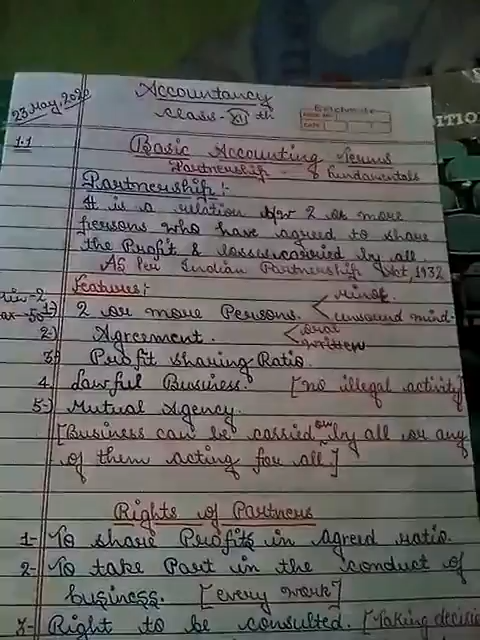 23 May, 2020
Accountancy
Class - XII th
1.1
Basic Accounting Terms
Partnership - Fundamentals
Partnership :-
It is a relation b/w 2 or more
persons who have agreed to share
the Profit & losses carried by all.
As Per Indian Partnership Act, 1932
Features:-
1-) 2 or more Persons. < minor. unsound mind.
min-2
max-50
2-) Agreement. < oral written
3-) Profit sharing Ratio.
4. Lawful Business. [no illegal activity]
5-) Mutual Agency.
[Business can be carried on by all or any
of them acting for all.]
Rights of Partners
1- To share Profits in agreed ratio.
2- To take Part in the conduct of
business. [every work]
3- Right to be consulted. [Taking decisio